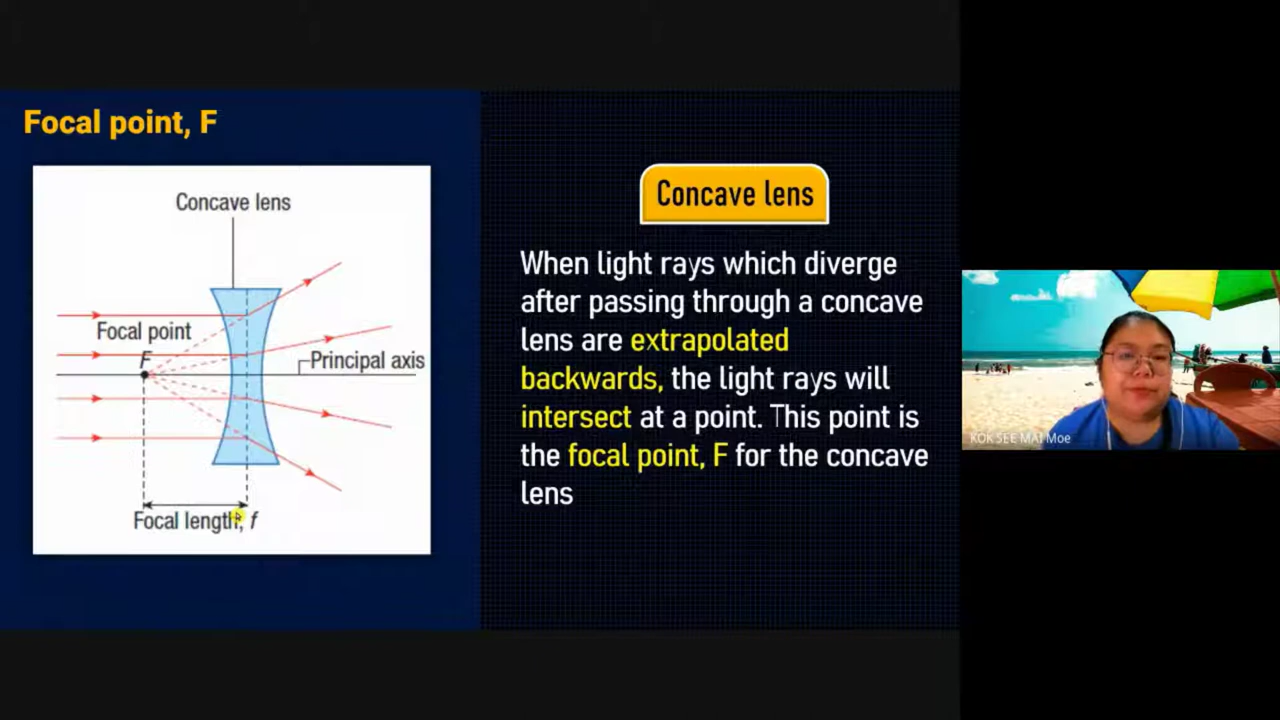 Focal point, F
Concave lens
Focal point
F
Principal axis
Focal length, f
Concave lens
When light rays which diverge
after passing through a concave
lens are extrapolated
backwards, the light rays will
intersect at a point. This point is
the focal point, F for the concave
lens
KOK SEE MAI Moe